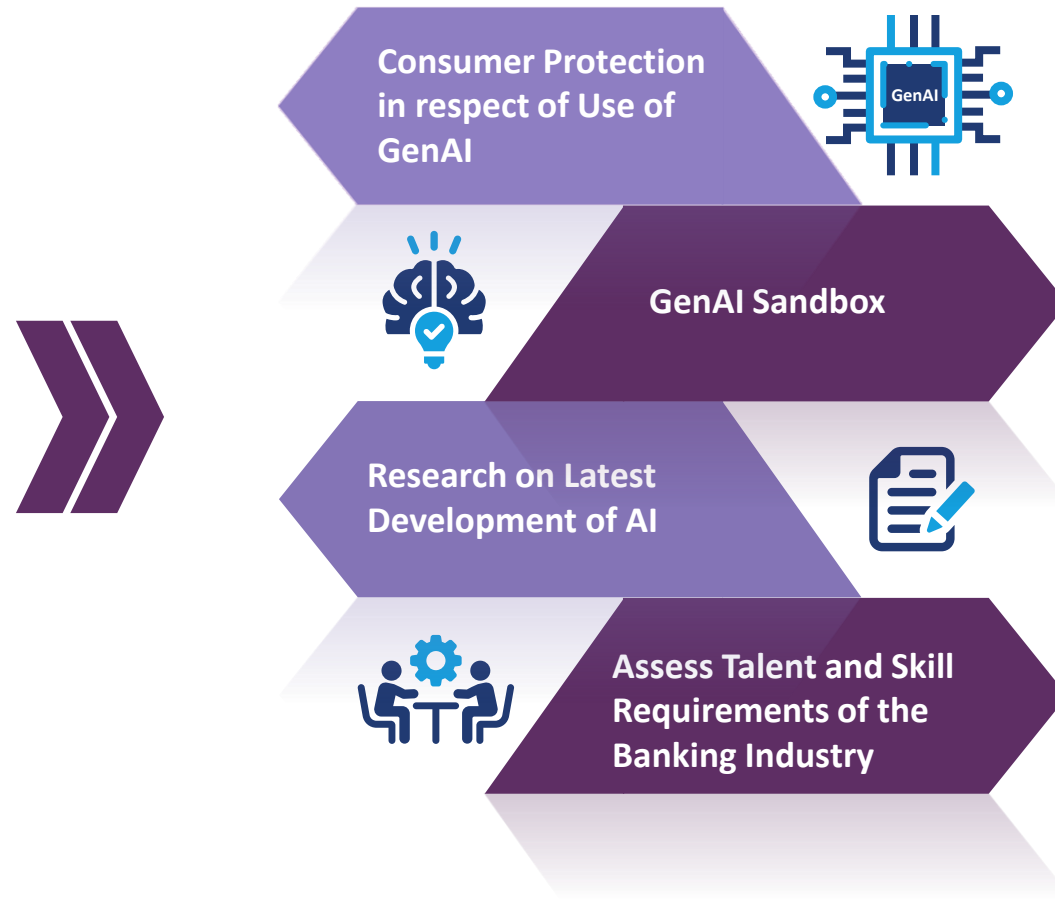 Consumer Protection
in respect of Use of
GenAI
GenAI
GenAI Sandbox
Research on Latest
Development of AI
Assess Talent and Skill
Requirements of the
Banking Industry